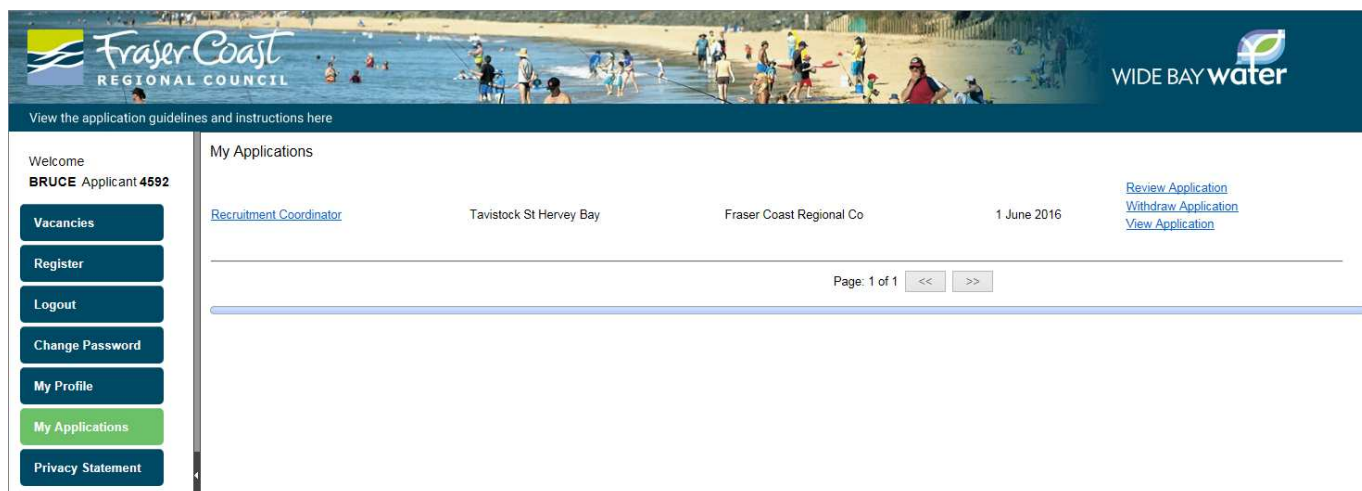 Fraser Coast
REGIONAL COUNCIL
WIDE BAY water
View the application guidelines and instructions here
Welcome
BRUCE Applicant 4592
Vacancies
Register
Logout
Change Password
My Profile
My Applications
Privacy Statement
My Applications
Recruitment Coordinator Tavistock St Hervey Bay Fraser Coast Regional Co 1 June 2016
Review Application
Withdraw Application
View Application
Page: 1 of 1 << >>